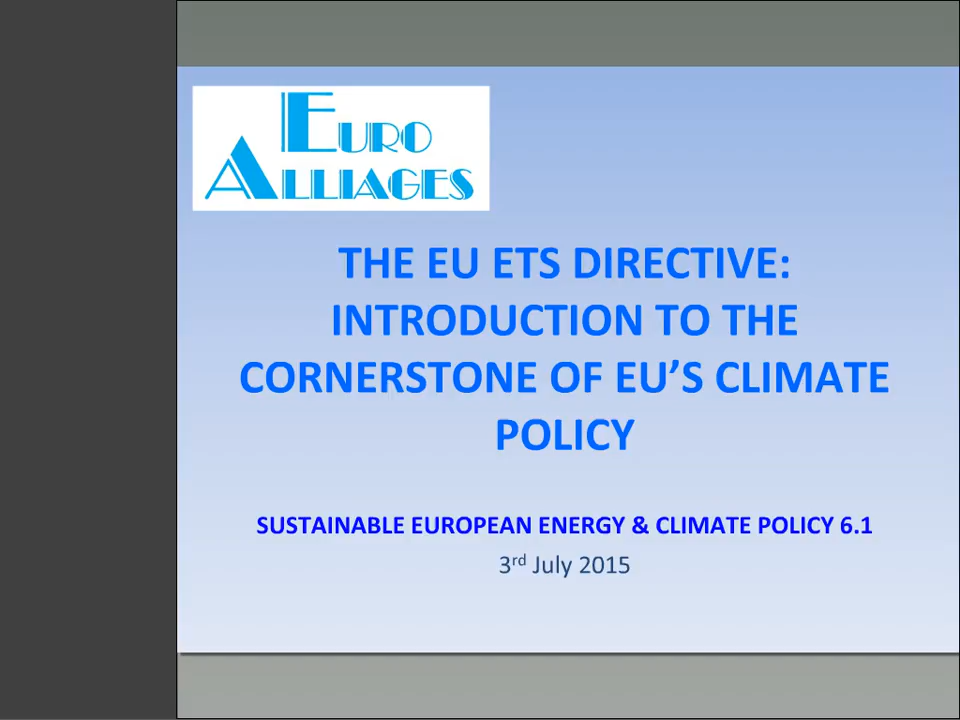 EURO
ALLIAGES
THE EU ETS DIRECTIVE:
INTRODUCTION TO THE
CORNERSTONE OF EU’S CLIMATE
POLICY
SUSTAINABLE EUROPEAN ENERGY & CLIMATE POLICY 6.1
3rd July 2015